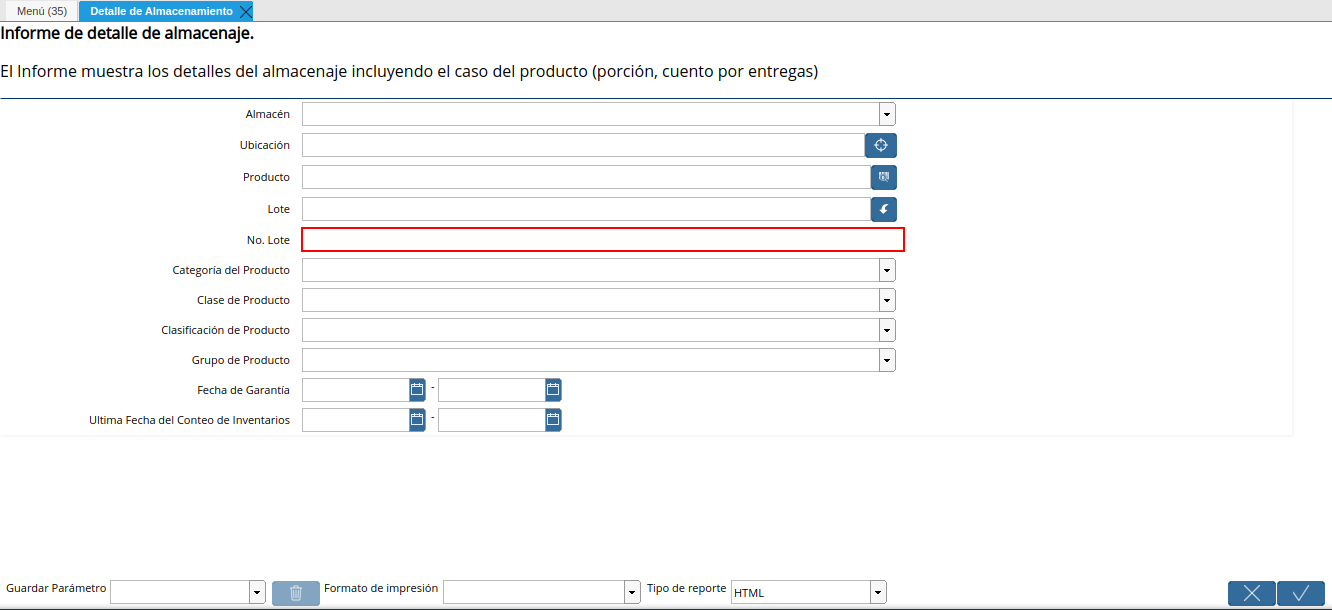 Menú (35) Detalle de Almacenamiento
Informe de detalle de almacenaje.
El Informe muestra los detalles del almacenaje incluyendo el caso del producto (porción, cuento por entregas)
Almacén
Ubicación
Producto
Lote
No. Lote
Categoría del Producto
Clase de Producto
Clasificación de Producto
Grupo de Producto
Fecha de Garantía -
Ultima Fecha del Conteo de Inventarios -
Guardar Parámetro Formato de impresión Tipo de reporte HTML